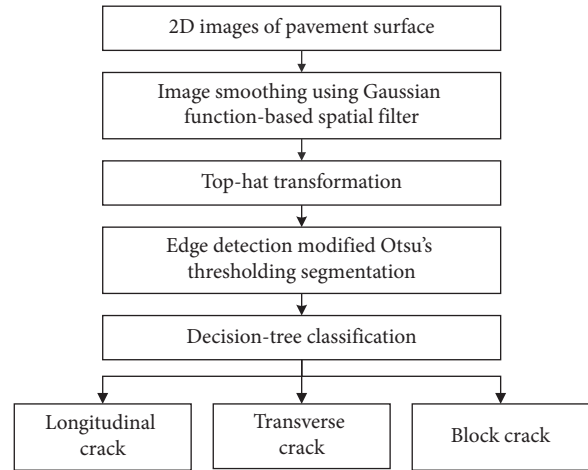 2D images of pavement surface
Image smoothing using Gaussian
function-based spatial filter
Top-hat transformation
Edge detection modified Otsu's
thresholding segmentation
Decision-tree classification
Longitudinal
crack
Transverse
crack
Block crack